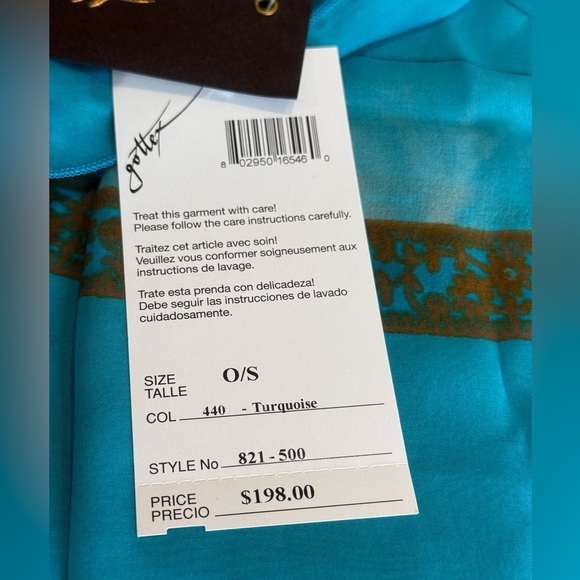 gottex
8 02950 16546 0
Treat this garment with care!
Please follow the care instructions carefully.
Traitez cet article avec soin!
Veuillez vous conformer soigneusement aux
instructions de lavage.
Trate esta prenda con delicadeza!
Debe seguir las instrucciones de lavado
cuidadosamente.
SIZE
TALLE O/S
COL 440 - Turquoise
STYLE No 821-500
PRICE
PRECIO $198.00